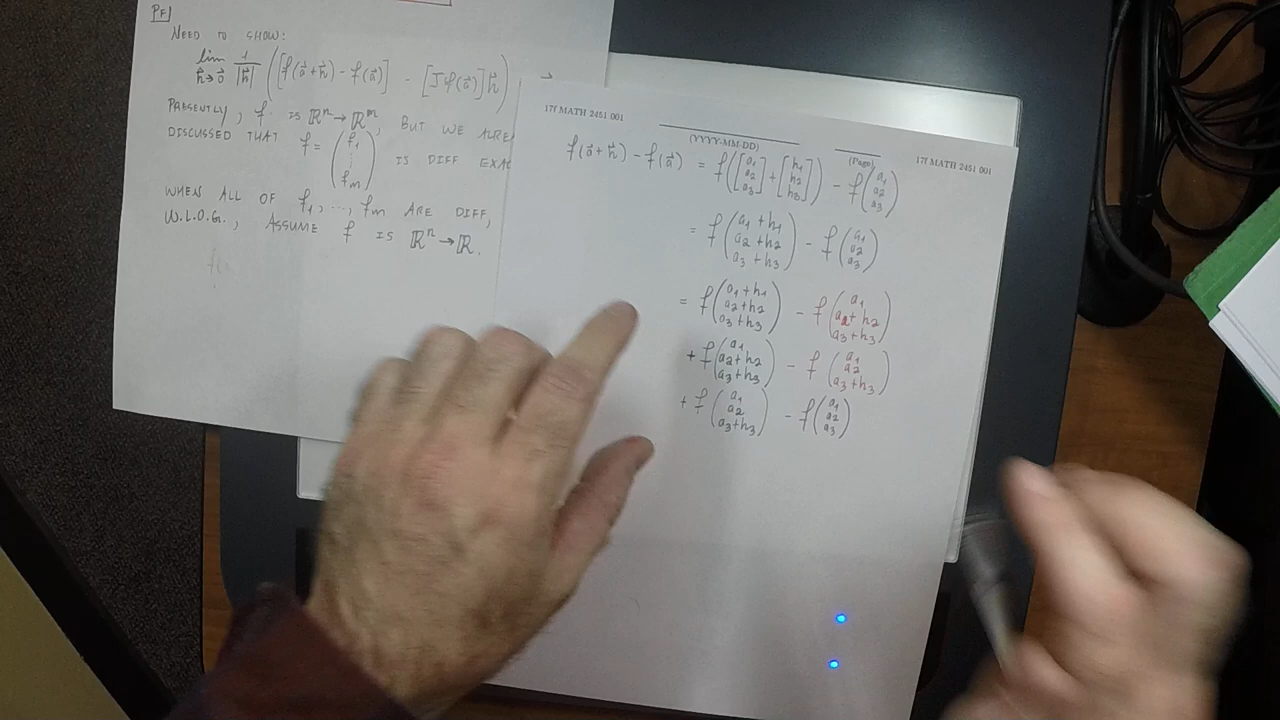 PF
NEED TO SHOW:
lim h⃗→0⃗ 1/|h⃗| ([f(a⃗+h⃗) - f(a⃗)] - [Jf(a⃗)]h⃗)
PRESENTLY, f IS ℝⁿ→ℝᵐ, BUT WE
DISCUSSED THAT f = (f₁ ⋮ fₘ) IS DIFF
WHEN ALL OF f₁, ..., fₘ ARE DIFF,
W.L.O.G., ASSUME f IS ℝⁿ→ℝ.
17f MATH 2451 001
(YYYY-MM-DD)
(Page)
17f MATH 2451 001
f(a⃗+h⃗) - f(a⃗) = f([a₁ a₂ a₃] + [h₁ h₂ h₃]) - f(a₁ a₂ a₃)
= f(a₁+h₁ a₂+h₂ a₃+h₃) - f(a₁ a₂ a₃)
= f(a₁+h₁ a₂+h₂ a₃+h₃) - f(a₁ a₂+h₂ a₃+h₃)
+ f(a₁ a₂+h₂ a₃+h₃) - f(a₁ a₂ a₃+h₃)
+ f(a₁ a₂ a₃+h₃) - f(a₁ a₂ a₃)